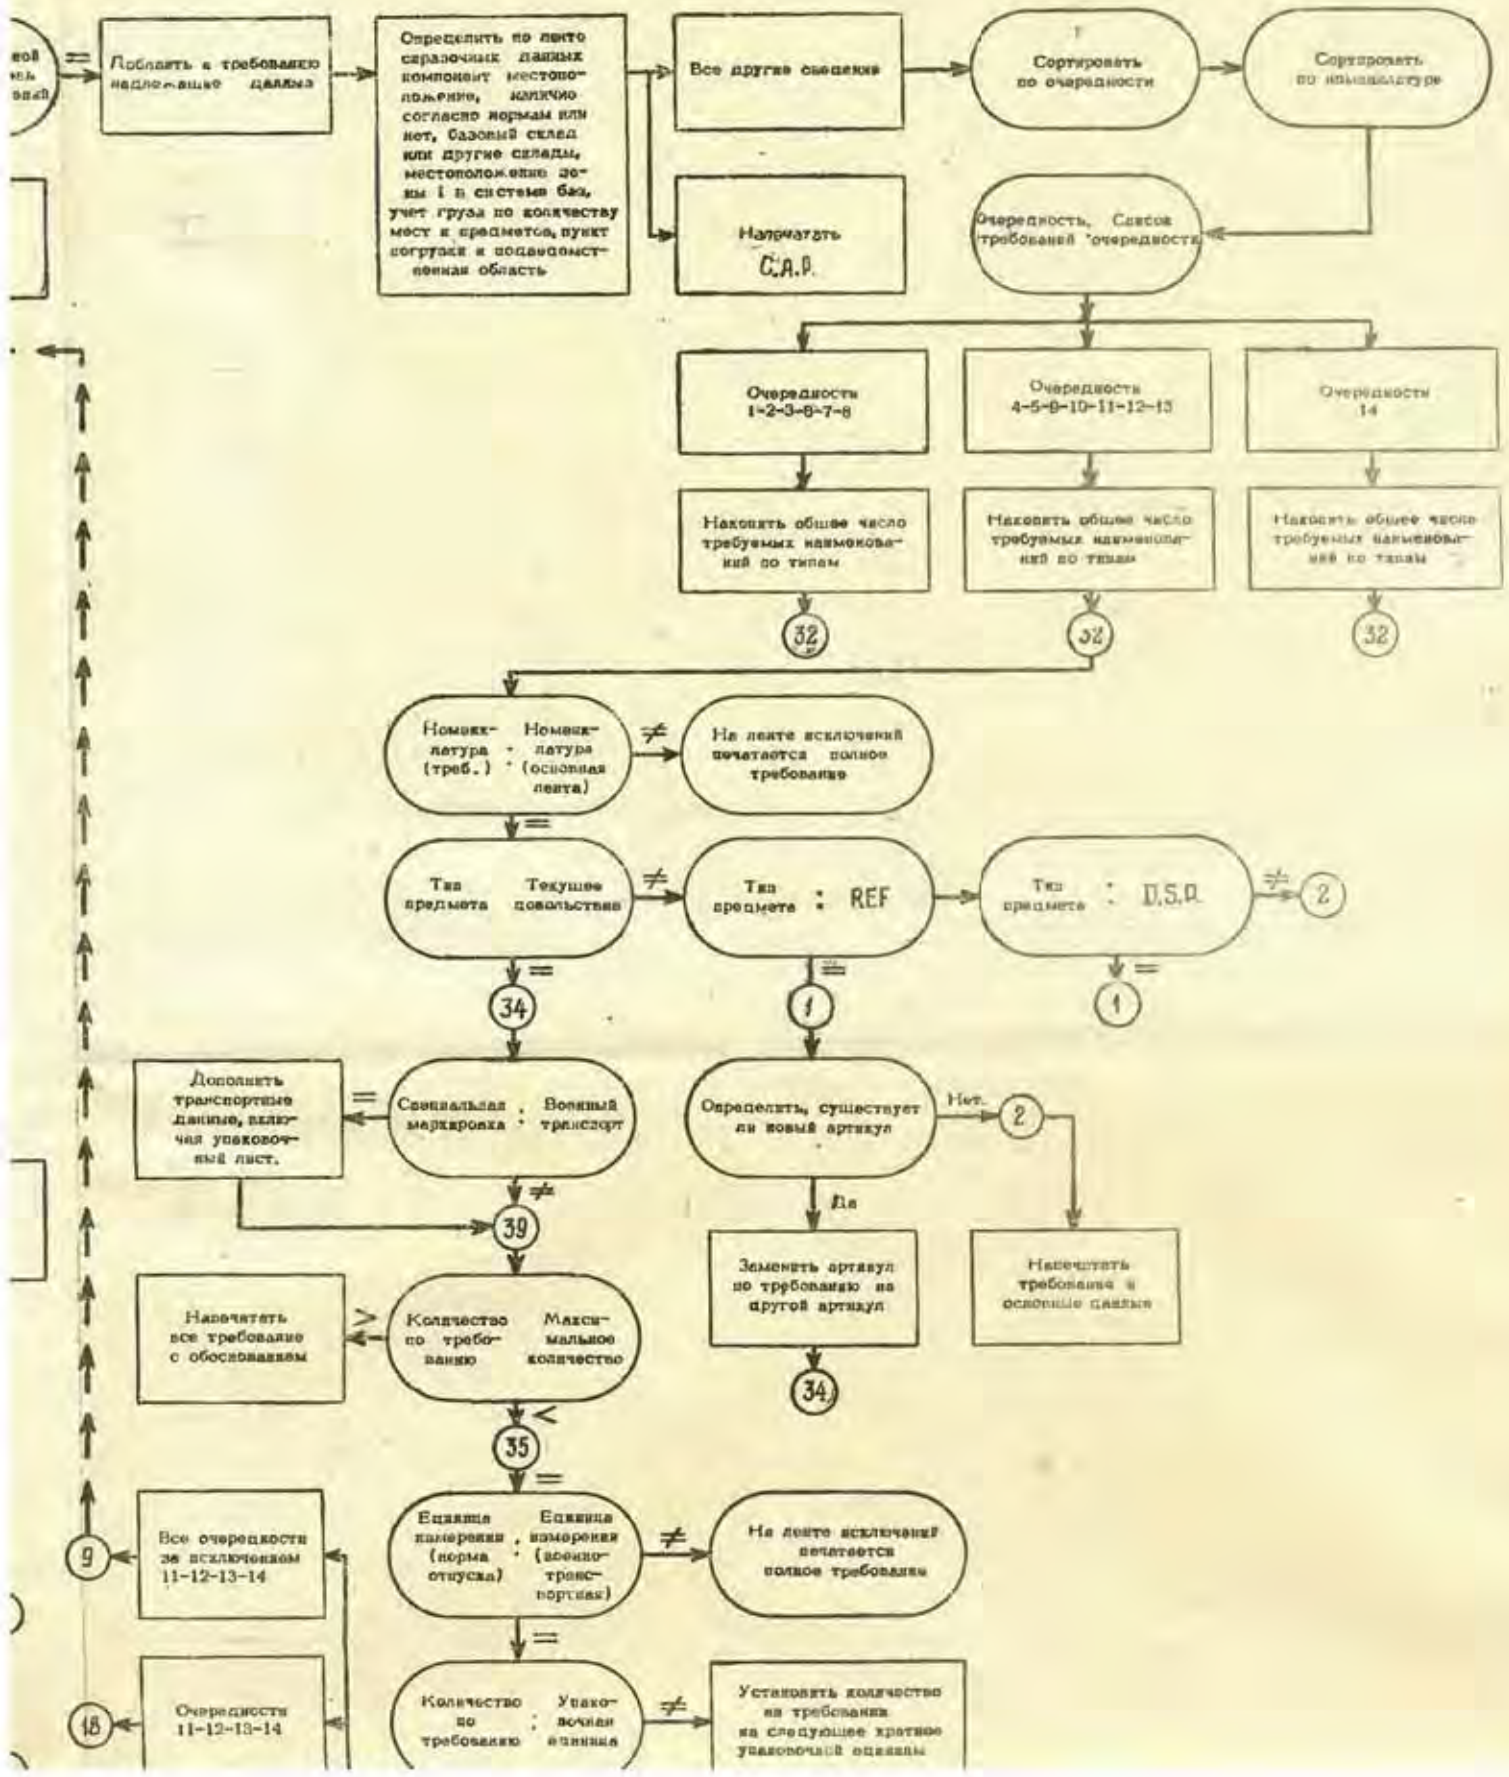 =
Добавить к требованию
надлежащие данные
Определить по ленте
справочных данных
компонент местопо-
ложение, наличие
согласно нормам или
нет, базовый склад
или другие склады,
местоположение зо-
ны I в системе баз,
учет груза по количеству
мест и предметов, пункт
погрузки и подведомст-
венная область
Все другие сведения
Сортировать
по очередности
Сортировать
по номенклатуре
Напечатать
C.A.P.
Очередность. Список
требований очередности
Очередности
1-2-3-6-7-8
Очередности
4-5-9-10-11-12-13
Очередности
14
Накопить общее число
требуемых наименова-
ний по типам
Накопить общее число
требуемых наименова-
ний по типам
Накопить общее число
требуемых наименова-
ний по типам
32
32
32
Номенк- : Номенк-
латура латура
(треб.) (основная
лента)
≠
На ленте исключений
печатается полное
требование
=
Тип Текущее
предмета довольствие
≠
Тип
предмета : REF
Тип
предмета : D.S.P.
≠
2
=
=
=
34
1
1
Дополнить
транспортные
данные, вклю-
чая упаковоч-
ный лист.
=
Специальная : Военный
маркировка транспорт
Определить, существует
ли новый артикул
Нет.
2
≠
Да
39
Заменить артикул
по требованию на
другой артикул
Напечатать
требования и
основные данные
Напечатать
все требование
с обоснованием
>
Количество Макси-
по требо- мальное
ванию количество
34
<
35
=
9
Все очередности
за исключением
11-12-13-14
Единица : Единица
измерения измерения
(норма (военно-
отпуска) транс-
портная)
≠
На ленте исключений
печатается
полное требование
=
18
Очередности
11-12-13-14
Количество : Упако-
по вочная
требованию единица
≠
Установить количество
на требовании
на следующее кратное
упаковочной единицы